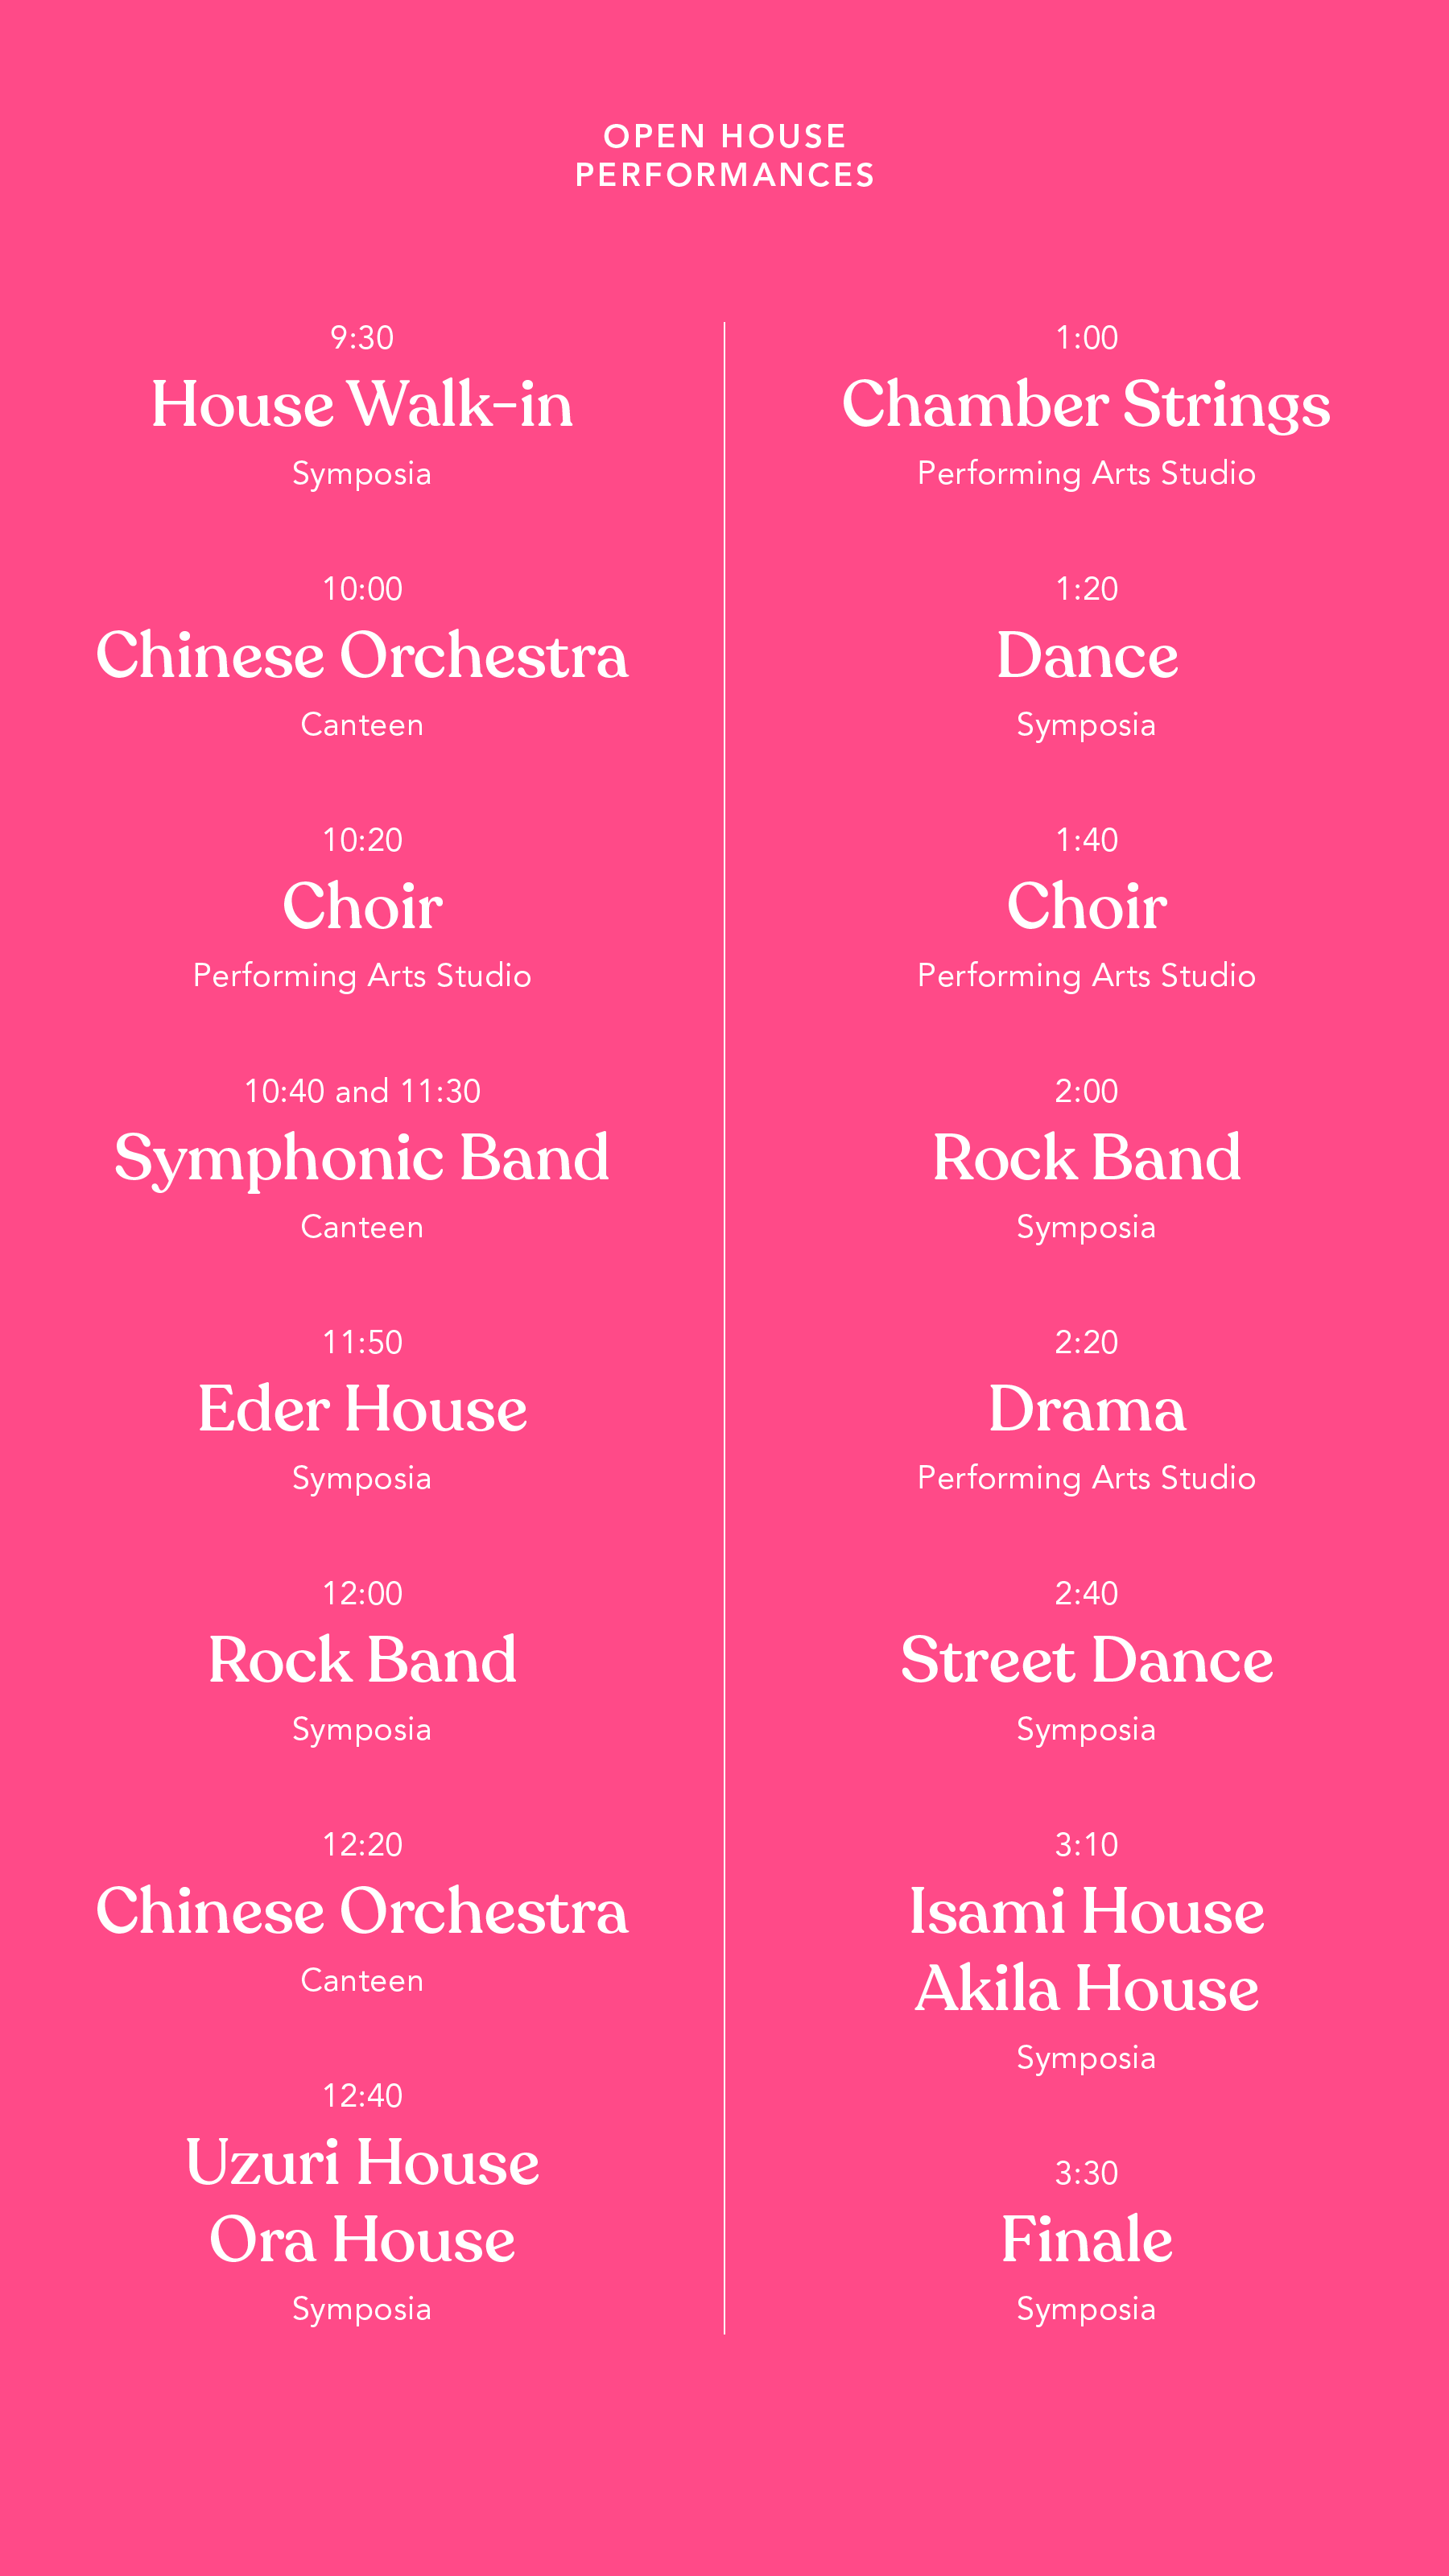 OPEN HOUSE
PERFORMANCES
9:30
House Walk-in
Symposia
10:00
Chinese Orchestra
Canteen
10:20
Choir
Performing Arts Studio
10:40 and 11:30
Symphonic Band
Canteen
11:50
Eder House
Symposia
12:00
Rock Band
Symposia
12:20
Chinese Orchestra
Canteen
12:40
Uzuri House
Ora House
Symposia
1:00
Chamber Strings
Performing Arts Studio
1:20
Dance
Symposia
1:40
Choir
Performing Arts Studio
2:00
Rock Band
Symposia
2:20
Drama
Performing Arts Studio
2:40
Street Dance
Symposia
3:10
Isami House
Akila House
Symposia
3:30
Finale
Symposia